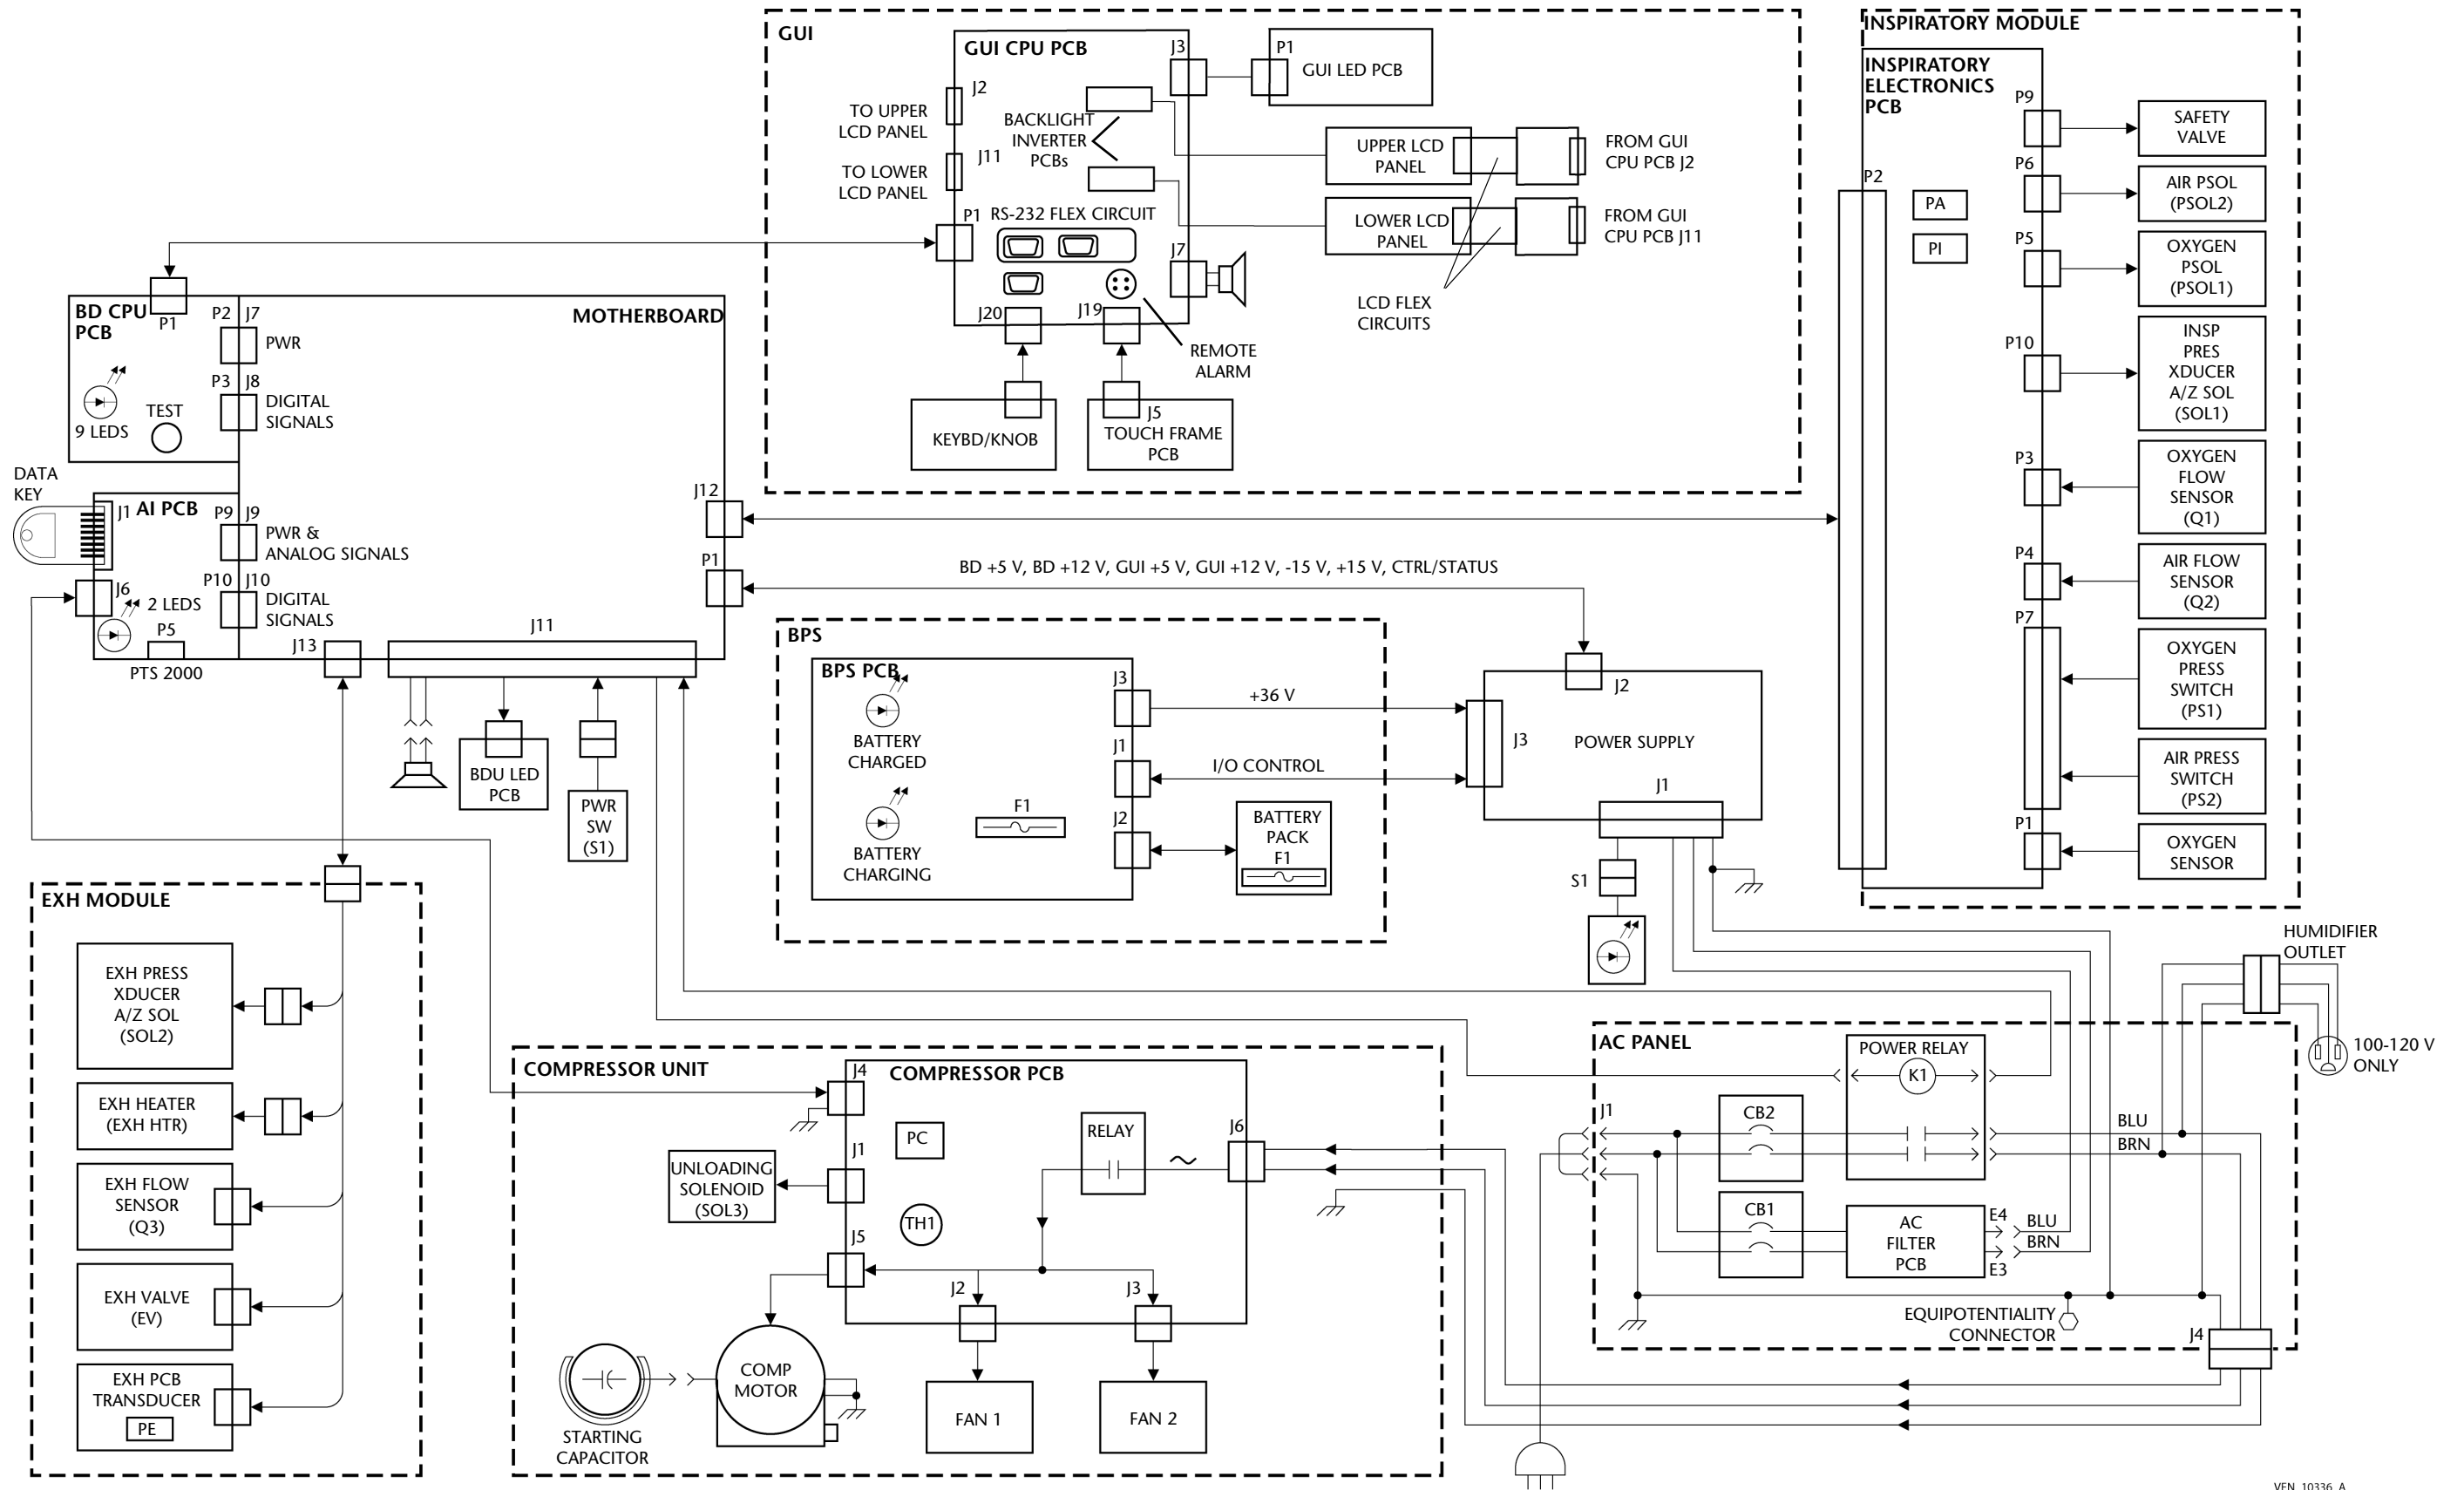 GUI
GUI CPU PCB
J3
P1
GUI LED PCB
J2
TO UPPER
LCD PANEL
BACKLIGHT
INVERTER
PCBs
J11
TO LOWER
LCD PANEL
UPPER LCD
PANEL
FROM GUI
CPU PCB J2
P1
RS-232 FLEX CIRCUIT
LOWER LCD
PANEL
FROM GUI
CPU PCB J11
J7
LCD FLEX
CIRCUITS
J20
J19
REMOTE
ALARM
KEYBD/KNOB
J5
TOUCH FRAME
PCB
INSPIRATORY MODULE
INSPIRATORY
ELECTRONICS
PCB
P2
PA
PI
P9
SAFETY
VALVE
P6
AIR PSOL
(PSOL2)
P5
OXYGEN
PSOL
(PSOL1)
P10
INSP
PRES
XDUCER
A/Z SOL
(SOL1)
P3
OXYGEN
FLOW
SENSOR
(Q1)
P4
AIR FLOW
SENSOR
(Q2)
P7
OXYGEN
PRESS
SWITCH
(PS1)
AIR PRESS
SWITCH
(PS2)
P1
OXYGEN
SENSOR
BD CPU
PCB
P1
P2 J7
PWR
MOTHERBOARD
P3 J8
DIGITAL
SIGNALS
TEST
9 LEDS
DATA
KEY
J1
AI PCB
P9 J9
PWR &
ANALOG SIGNALS
J6
2 LEDS
P10 J10
DIGITAL
SIGNALS
P5
PTS 2000
J13
J11
J12
P1
BD +5 V, BD +12 V, GUI +5 V, GUI +12 V, -15 V, +15 V, CTRL/STATUS
BDU LED
PCB
PWR
SW
(S1)
BPS
BPS PCB
BATTERY
CHARGED
BATTERY
CHARGING
F1
J3
+36 V
J1
I/O CONTROL
J2
BATTERY
PACK
F1
J2
J3
POWER SUPPLY
J1
S1
EXH MODULE
EXH PRESS
XDUCER
A/Z SOL
(SOL2)
EXH HEATER
(EXH HTR)
EXH FLOW
SENSOR
(Q3)
EXH VALVE
(EV)
EXH PCB
TRANSDUCER
PE
COMPRESSOR UNIT
J4
COMPRESSOR PCB
PC
RELAY
J6
J1
UNLOADING
SOLENOID
(SOL3)
TH1
J5
J2
J3
COMP
MOTOR
STARTING
CAPACITOR
FAN 1
FAN 2
HUMIDIFIER
OUTLET
100-120 V
ONLY
AC PANEL
POWER RELAY
K1
J1
CB2
BLU
BRN
CB1
AC
FILTER
PCB
E4
BLU
BRN
E3
EQUIPOTENTIALITY
CONNECTOR
J4
VEN_10336_A